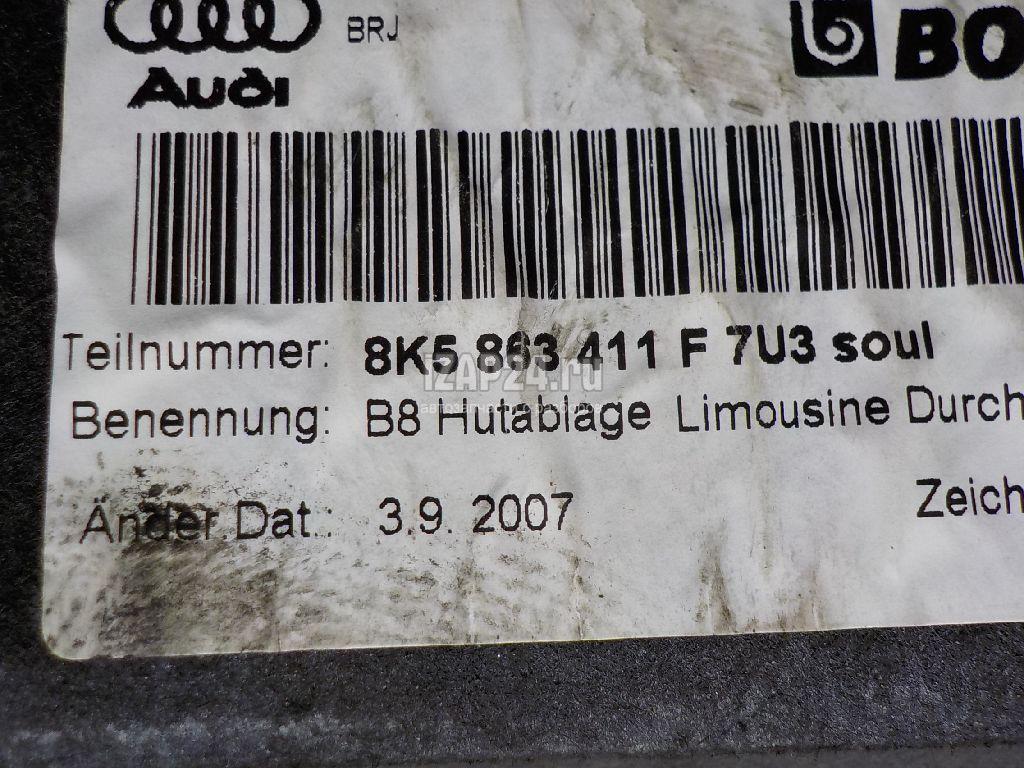 BRJ BO
Audi
Teilnummer: 8K5 863 411 F 7U3 soul
IZAP24.ru
Benennung: B8 Hutablage Limousine Durch
Änder.Dat.: 3.9. 2007 Zeich